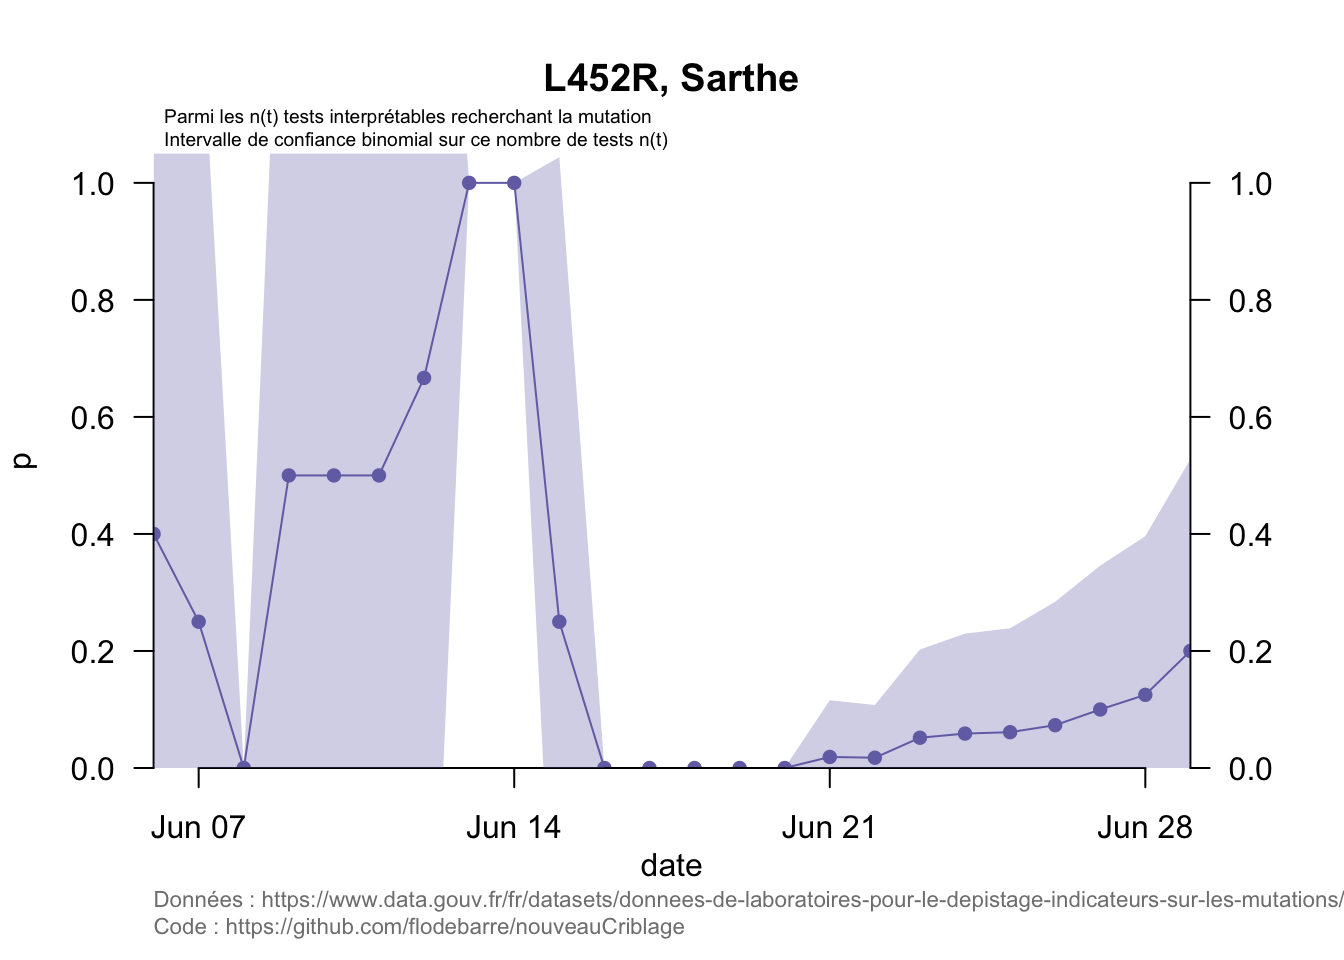 L452R, Sarthe
Parmi les n(t) tests interprétables recherchant la mutation
Intervalle de confiance binomial sur ce nombre de tests n(t)
1.0
0.8
0.6
0.4
0.2
0.0
p
1.0
0.8
0.6
0.4
0.2
0.0
Jun 07 Jun 14 Jun 21 Jun 28
date
Données : https://www.data.gouv.fr/fr/datasets/donnees-de-laboratoires-pour-le-depistage-indicateurs-sur-les-mutations/
Code : https://github.com/flodebarre/nouveauCriblage